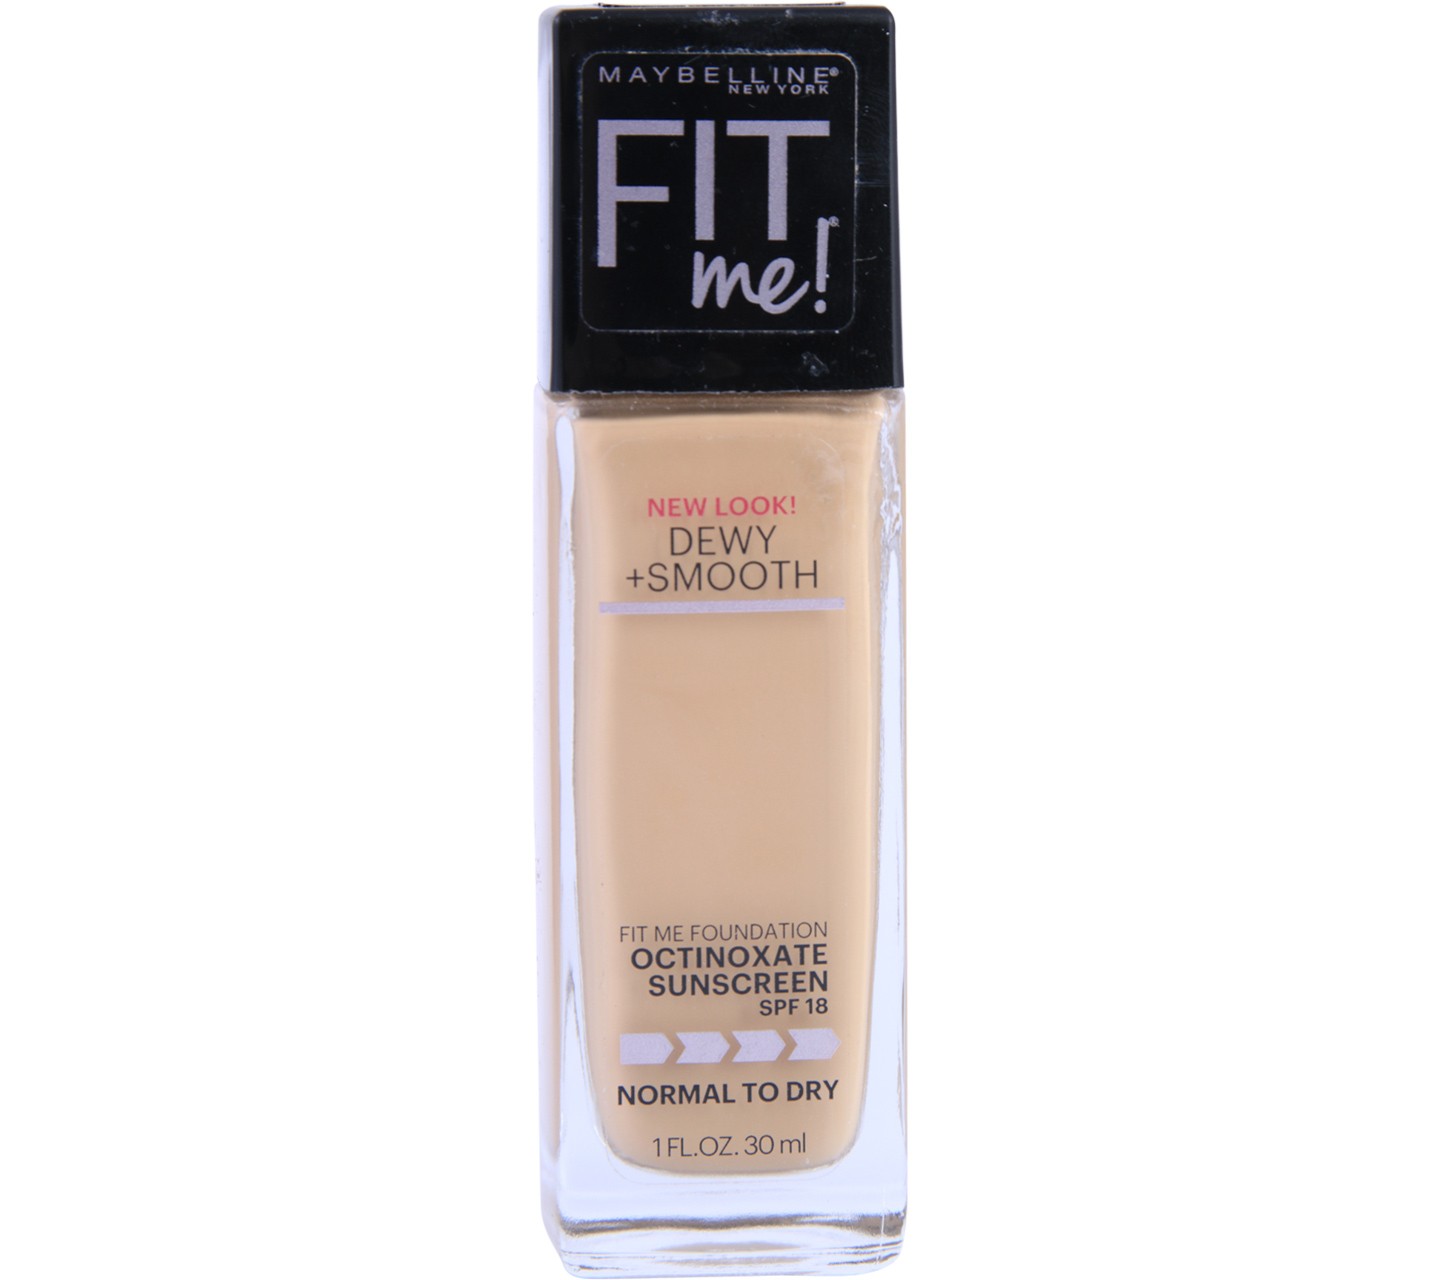 MAYBELLINE®
NEW YORK
FIT
me!®
NEW LOOK!
DEWY
+SMOOTH
FIT ME FOUNDATION
OCTINOXATE
SUNSCREEN
SPF 18
NORMAL TO DRY
1 FL.OZ. 30 ml